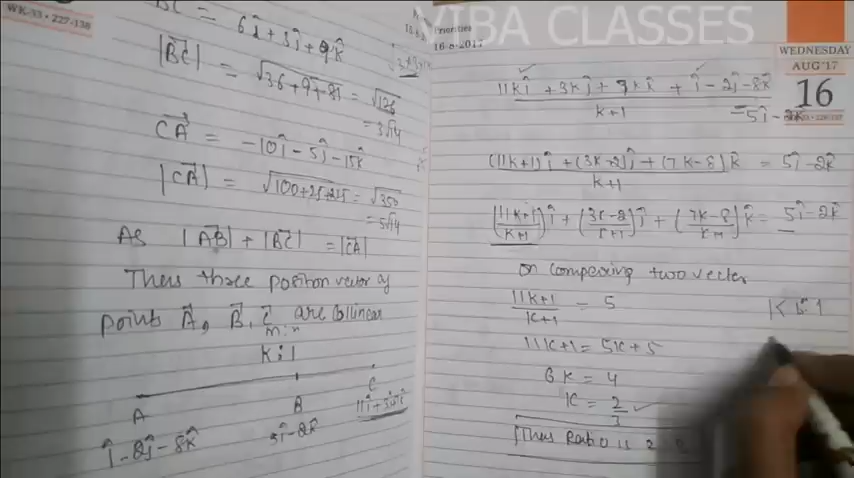 WK-33 • 227-138
BC = 6î + 3ĵ + 9k̂
|BC| = √36+9+81 = √126
= 3√14
CA = -10î - 5ĵ - 15k̂
|CA| = √100+25+225 = √350
= 5√14
As |AB| + |BC| = |CA|
Thus three position vector of
points A, B, C are collinear
m:n
k:1
A B C
î - 2ĵ - 8k̂ 5î - 2k̂ 11î + 3ĵ + 7k̂
VIBA CLASSES
16-8-2017
WEDNESDAY
AUG '17
16
11kî + 3kĵ + 7kk̂ + î - 2ĵ - 8k̂
k+1
= 5î - 2k̂
(11k+1)î + (3k-2)ĵ + (7k-8)k̂ = 5î - 2k̂
k+1
(11k+1/k+1)î + (3k-2/k+1)ĵ + (7k-8/k+1)k̂ = 5î - 2k̂
on comparing two vector
11k+1/k+1 = 5
k:1
11k+1 = 5k+5
6k = 4
k = 2/3
Thus Ratio is 2